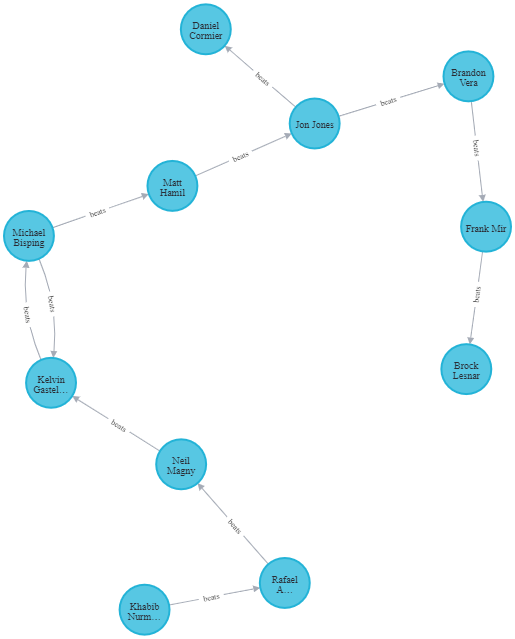 Daniel
Cormier
beats
Brandon
Vera
beats
Jon Jones
beats
beats
Matt
Hamil
beats
Frank Mir
Michael
Bisping
beats
beats
beats
Brock
Lesnar
Kelvin
Gastel...
beats
Neil
Magny
beats
Rafael
A...
beats
Khabib
Nurm...